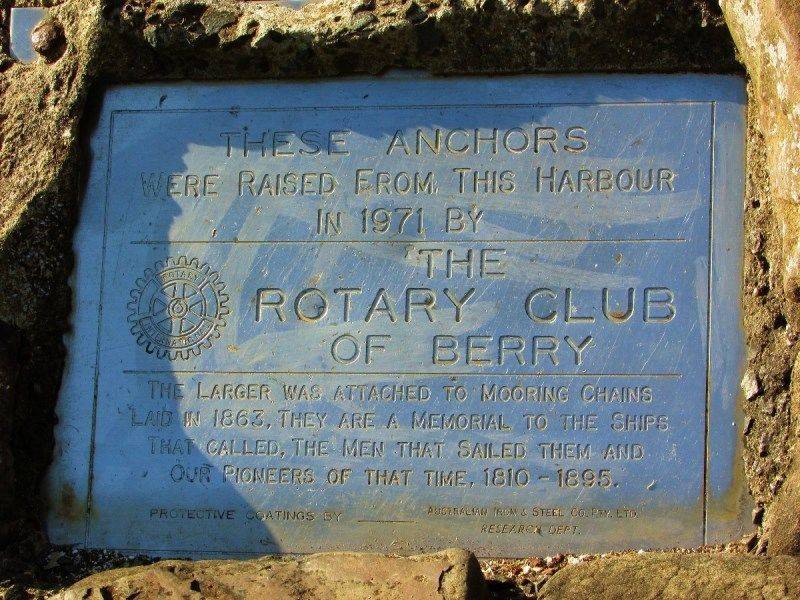 THESE ANCHORS
WERE RAISED FROM THIS HARBOUR
IN 1971 BY
THE
ROTARY CLUB
OF BERRY
ROTARY
INTERNATIONAL
THE LARGER WAS ATTACHED TO MOORING CHAINS
LAID IN 1863, THEY ARE A MEMORIAL TO THE SHIPS
THAT CALLED, THE MEN THAT SAILED THEM AND
OUR PIONEERS OF THAT TIME, 1810 - 1895.
PROTECTIVE COATINGS BY AUSTRALIAN IRON & STEEL CO. PTY. LTD.
RESEARCH DEPT.